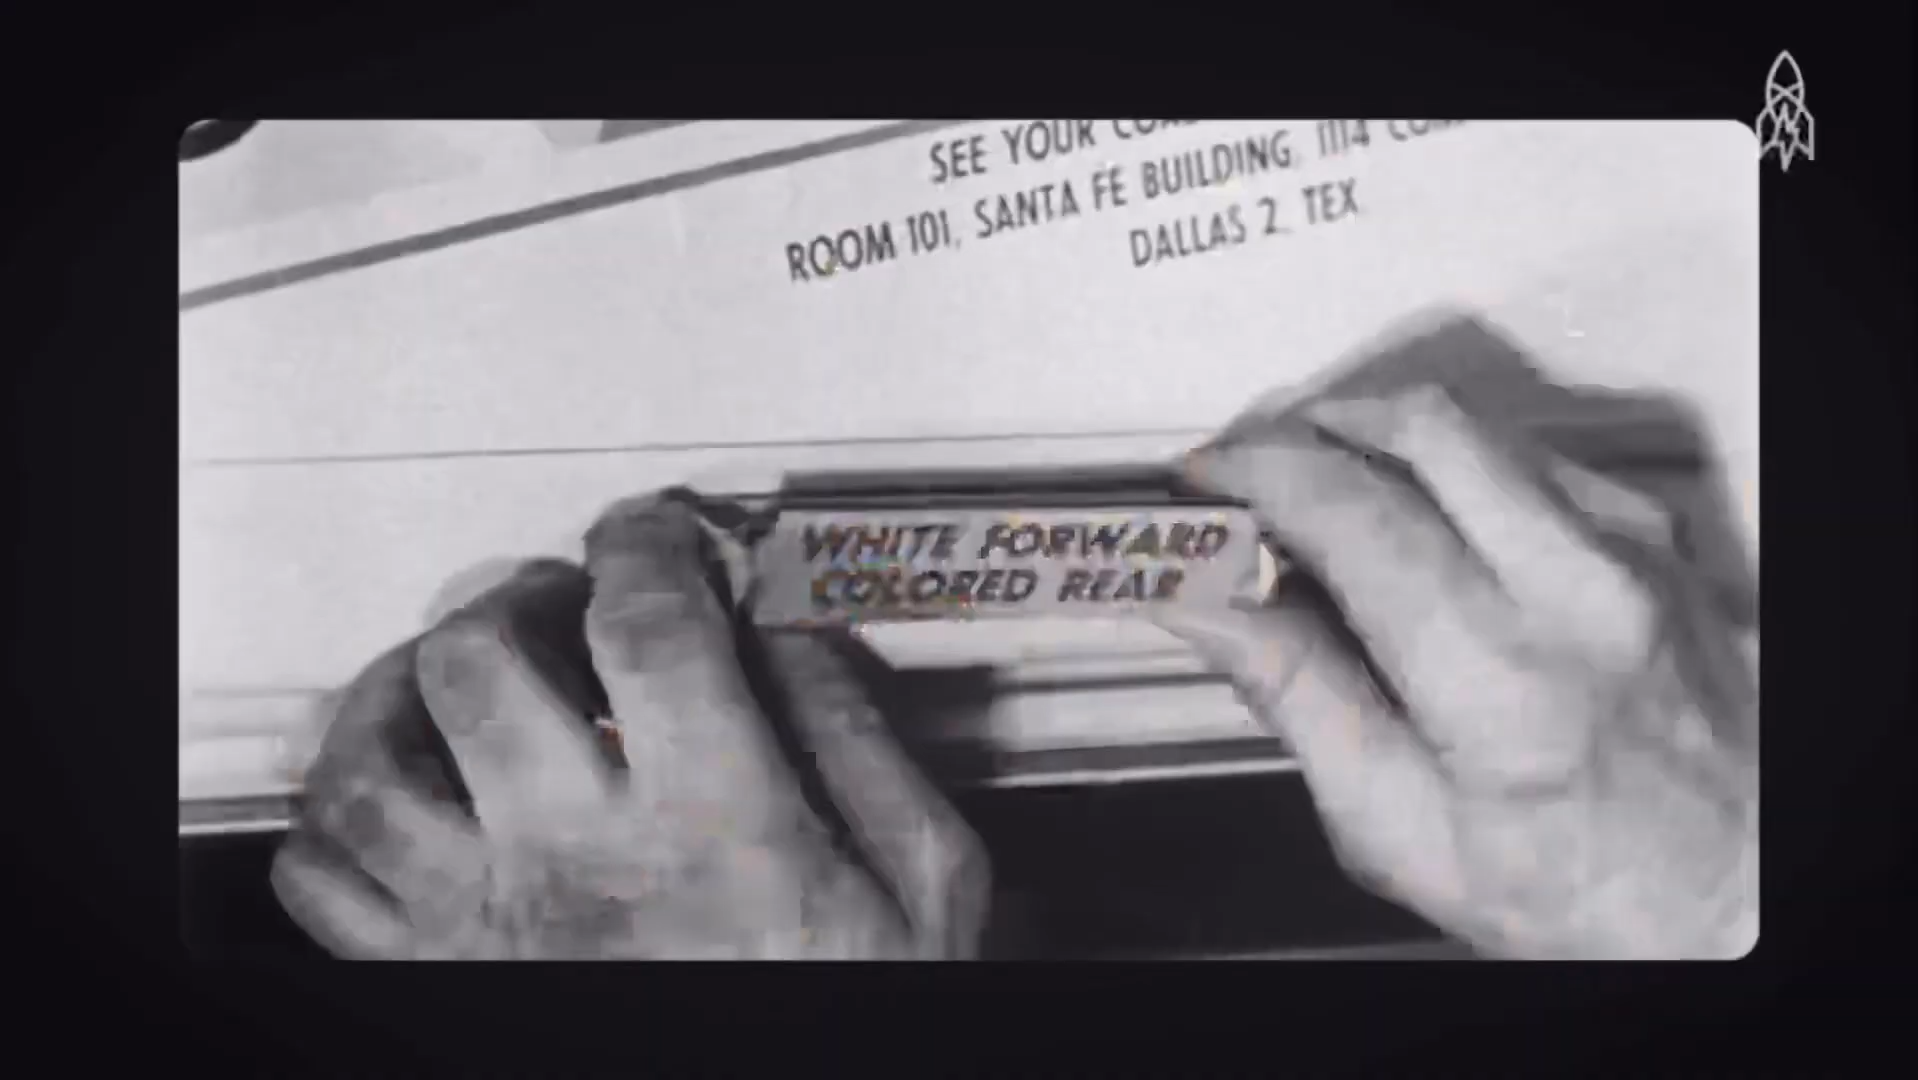 SEE YOUR
ROOM 101, SANTA FE BUILDING, 1114
DALLAS 2, TEX
WHITE FORWARD
COLORED REAR